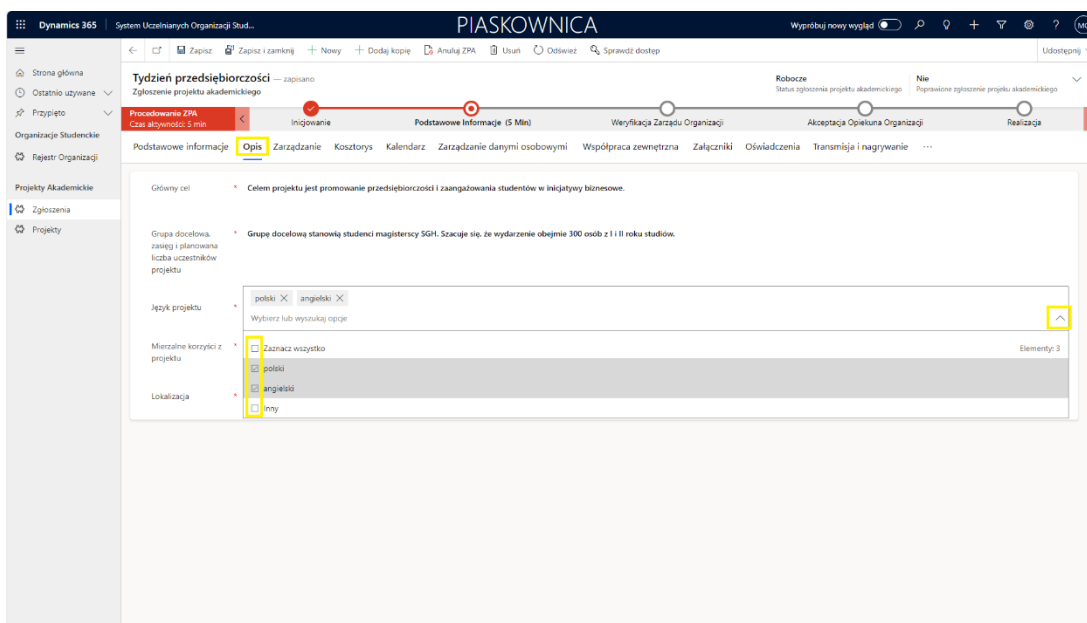 Dynamics 365 System Uczelnianych Organizacji Stud... PIASKOWNICA Wypróbuj nowy wygląd
Zapisz Zapisz i zamknij Nowy Dodaj kopię Anuluj ZPA Usuń Odśwież Sprawdź dostęp Udostępnij
Strona główna
Ostatnio używane
Przypięto
Organizacje Studenckie
Rejestr Organizacji
Projekty Akademickie
Zgłoszenia
Projekty
Tydzień przedsiębiorczości — zapisano
Zgłoszenie projektu akademickiego
Robocze
Status zgłoszenia projektu akademickiego
Nie
Poprawione zgłoszenie projeku akademickiego
Procedowanie ZPA
Czas aktywności: 5 min
Inicjowanie Podstawowe Informacje (5 Min) Weryfikacja Zarządu Organizacji Akceptacja Opiekuna Organizacji Realizacja
Podstawowe informacje Opis Zarządzanie Kosztorys Kalendarz Zarządzanie danymi osobowymi Współpraca zewnętrzna Załączniki Oświadczenia Transmisja i nagrywanie ...
Główny cel * Celem projektu jest promowanie przedsiębiorczości i zaangażowania studentów w inicjatywy biznesowe.
Grupa docelowa, * Grupę docelową stanowią studenci magisterscy SGH. Szacuje się, że wydarzenie obejmie 300 osób z I i II roku studiów.
zasięg i planowana
liczba uczestników
projektu
Język projektu *
polski angielski
Wybierz lub wyszukaj opcje
Mierzalne korzyści z *
projektu
Lokalizacja *
Zaznacz wszystko Elementy: 3
polski
angielski
Inny